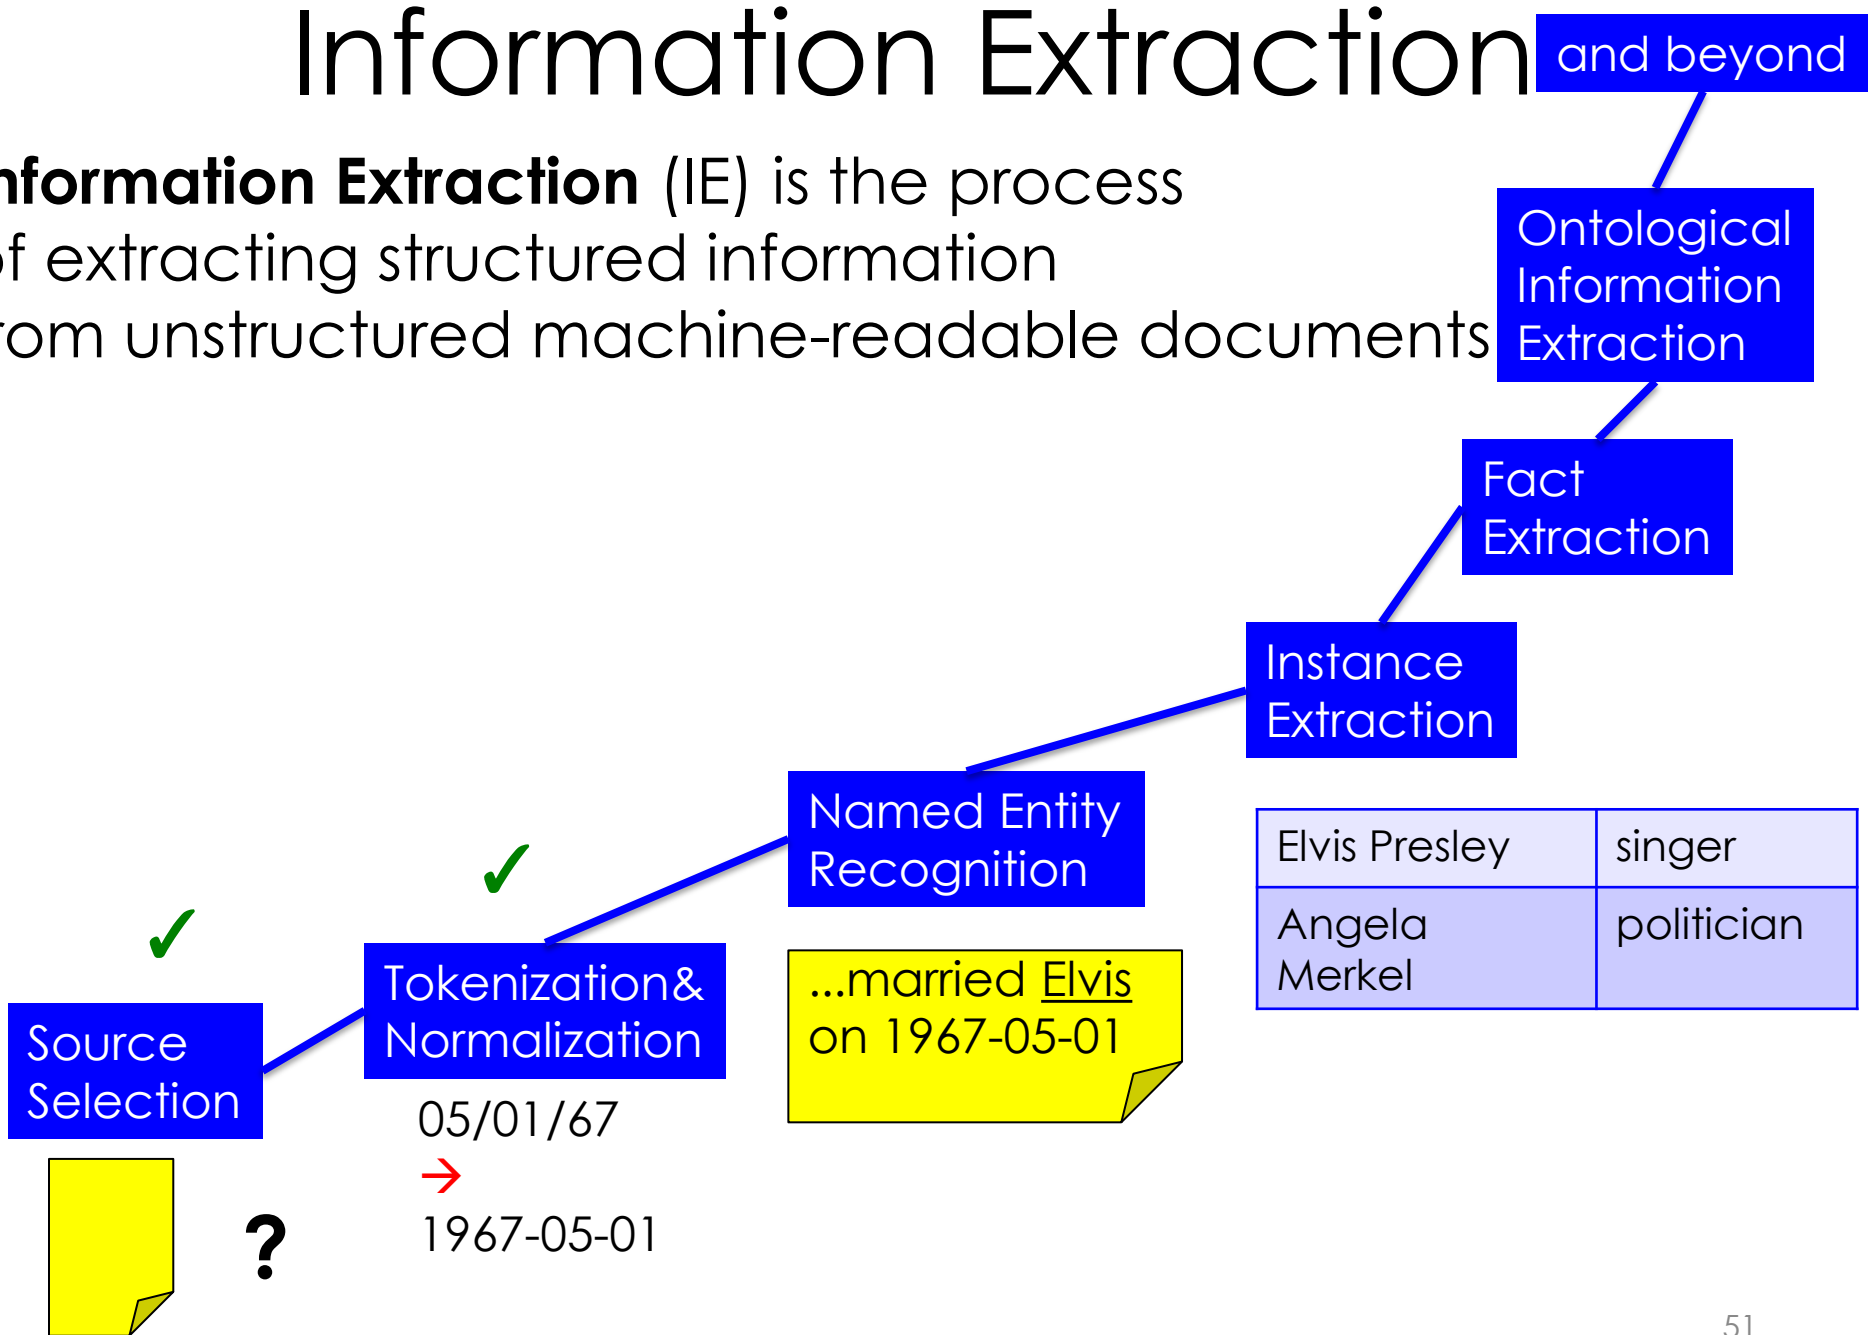 Information Extraction
and beyond
nformation Extraction (IE) is the process
of extracting structured information
rom unstructured machine-readable documents
Ontological
Information
Extraction
Fact
Extraction
Instance
Extraction
Named Entity
Recognition
Elvis Presley singer
Angela politician
Merkel
✓
✓
Tokenization&
Normalization
...married Elvis
on 1967-05-01
Source
Selection
05/01/67
→
1967-05-01
?
51